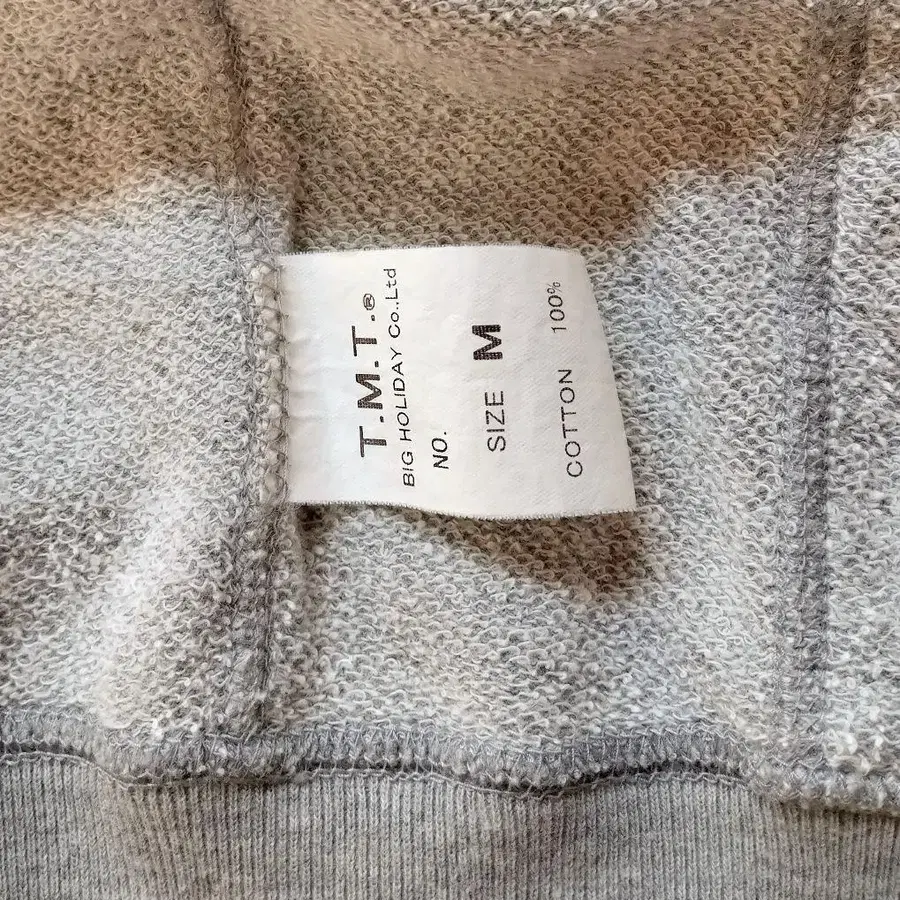 T.M.T.®
BIG HOLIDAY Co.,Ltd
NO.
SIZE M
COTTON 100%